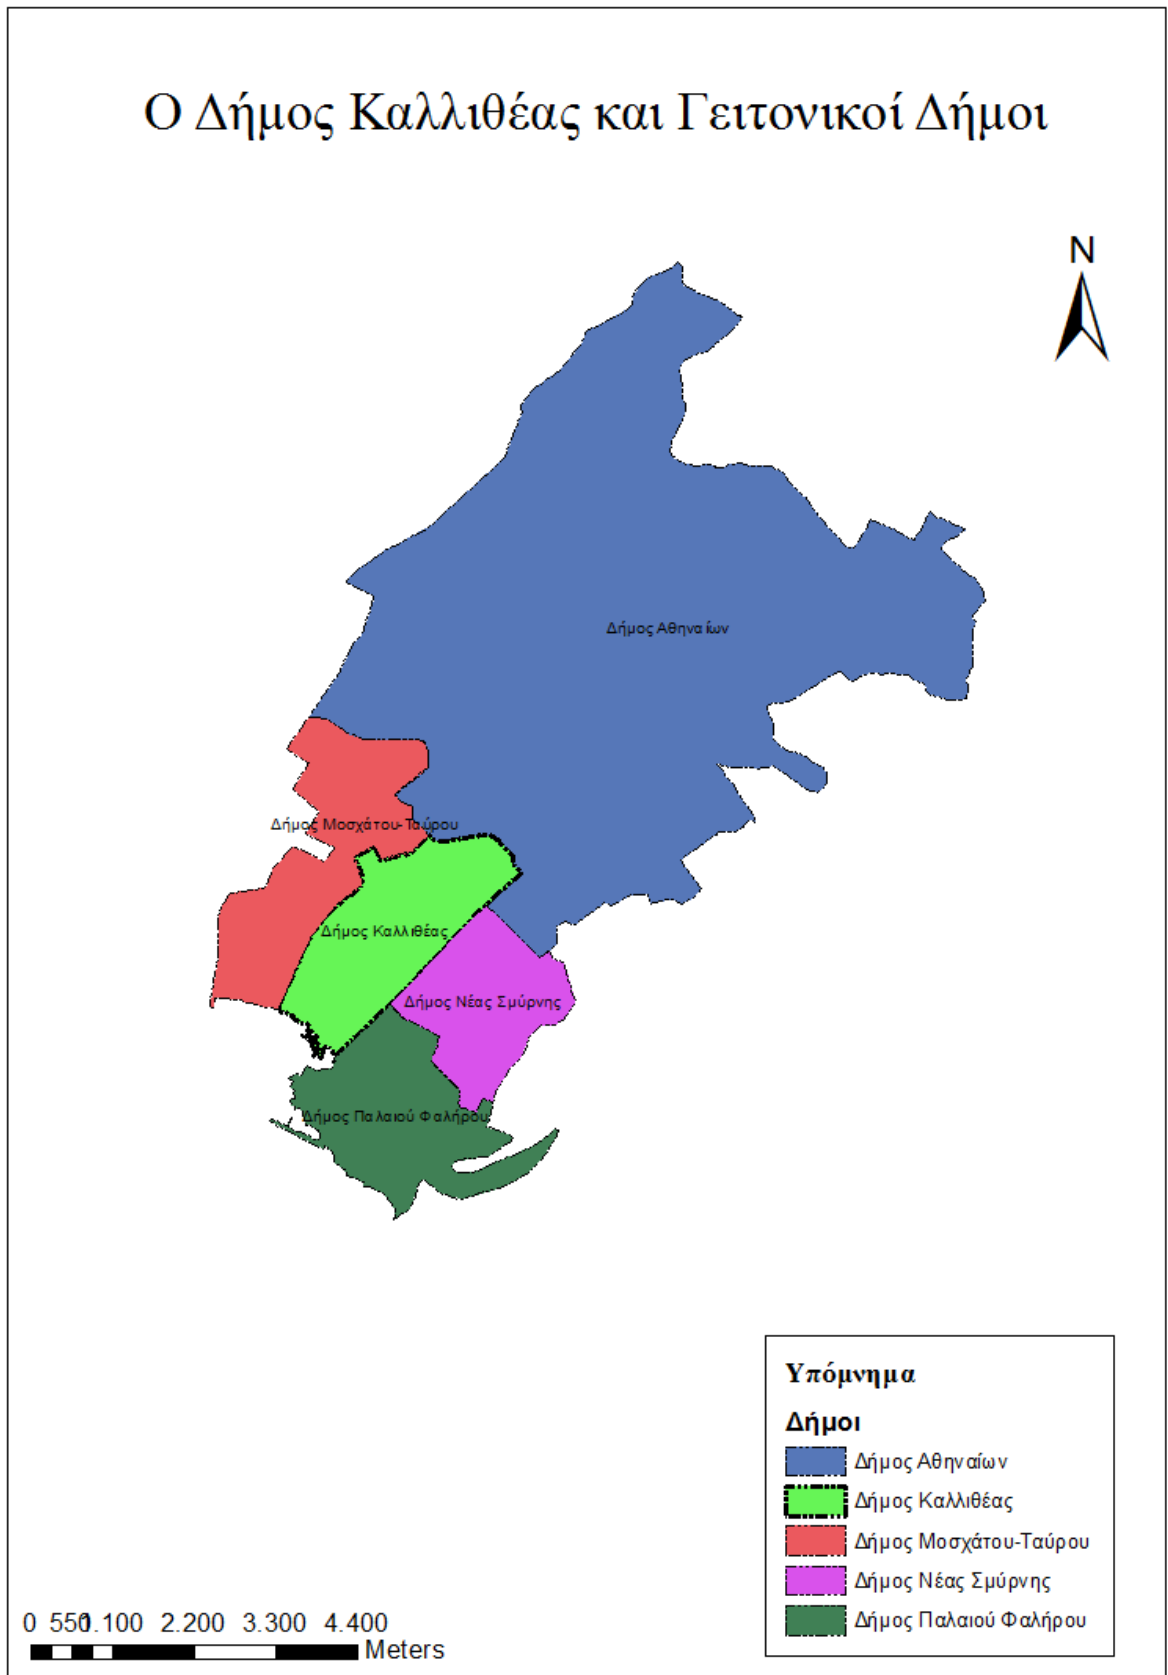 Ο Δήμος Καλλιθέας και Γειτονικοί Δήμοι
N
Δήμος Αθηναίων
Δήμος Μοσχάτου-Ταύρου
Δήμος Καλλιθέας
Δήμος Νέας Σμύρνης
Δήμος Παλαιού Φαλήρου
Υπόμνημα
Δήμοι
Δήμος Αθηναίων
Δήμος Καλλιθέας
Δήμος Μοσχάτου-Ταύρου
Δήμος Νέας Σμύρνης
Δήμος Παλαιού Φαλήρου
0 550 1.100 2.200 3.300 4.400
Meters